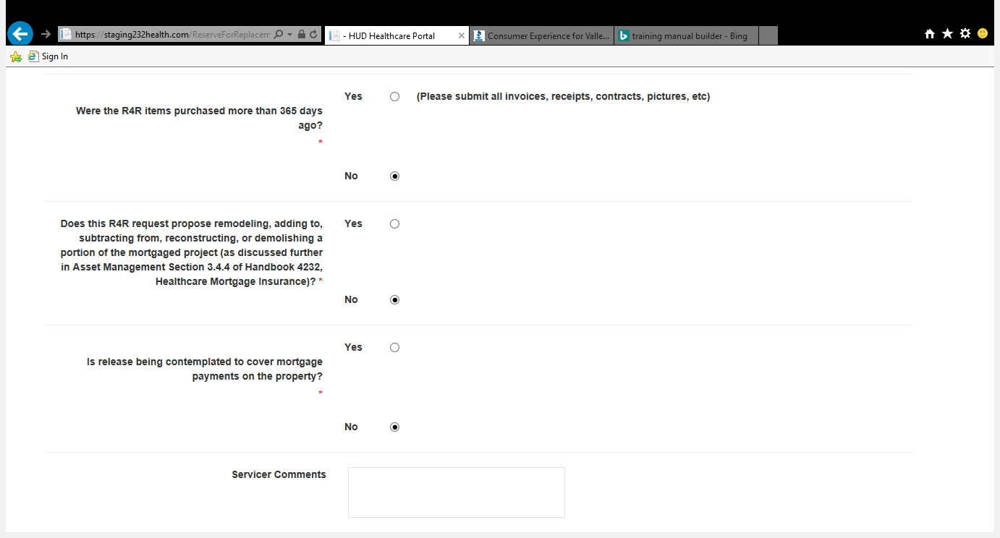 https://staging232health.com/ReserveForReplacem
- HUD Healthcare Portal
Consumer Experience for Valle...
training manual builder - Bing
Sign In
Yes
(Please submit all invoices, receipts, contracts, pictures, etc)
Were the R4R items purchased more than 365 days
ago?
*
No
Does this R4R request propose remodeling, adding to,
subtracting from, reconstructing, or demolishing a
portion of the mortgaged project (as discussed further
in Asset Management Section 3.4.4 of Handbook 4232,
Healthcare Mortgage Insurance)? *
Yes
No
Yes
Is release being contemplated to cover mortgage
payments on the property?
*
No
Servicer Comments